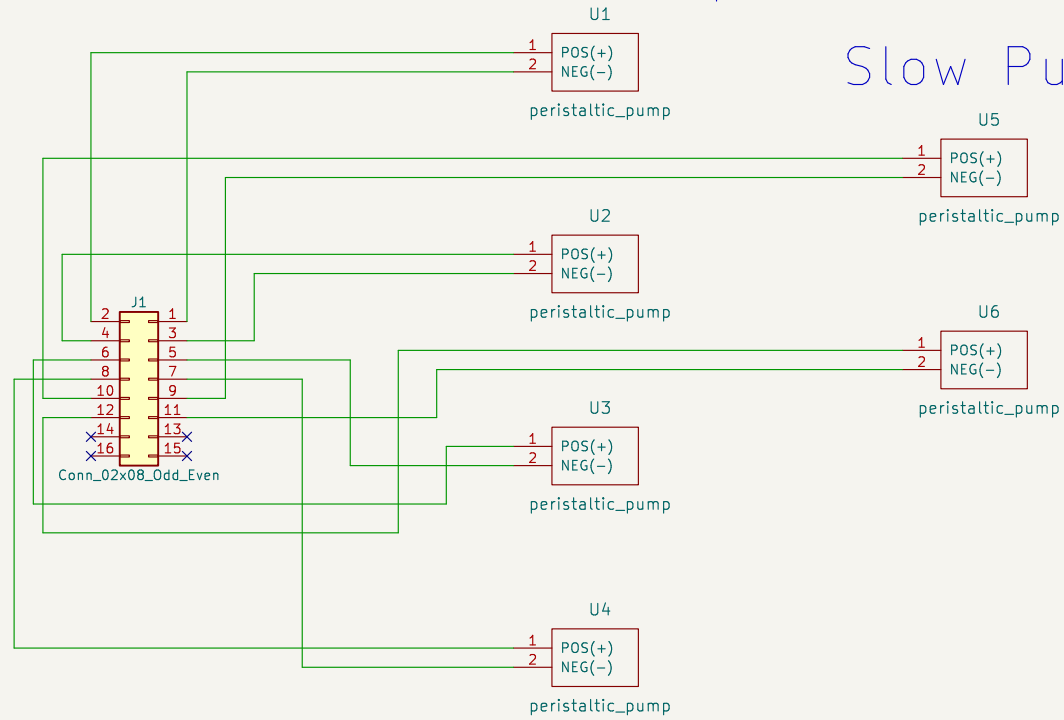 U1
1 POS(+)
2 NEG(-)
peristaltic_pump
Slow
U5
1 POS(+)
2 NEG(-)
peristaltic_pump
U2
1 POS(+)
2 NEG(-)
peristaltic_pump
J1
2 1
4 3
6 5
8 7
10 9
12 11
14 13
16 15
Conn_02x08_Odd_Even
U6
1 POS(+)
2 NEG(-)
peristaltic_pump
U3
1 POS(+)
2 NEG(-)
peristaltic_pump
U4
1 POS(+)
2 NEG(-)
peristaltic_pump